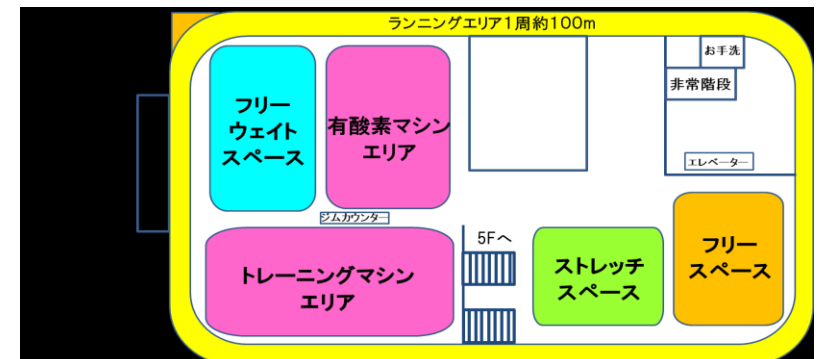 ランニングエリア1周約100m
お手洗
非常階段
フリー
ウェイト
スペース
有酸素マシン
エリア
エレベーター
ジムカウンター
5Fへ
トレーニングマシン
エリア
ストレッチ
スペース
フリー
スペース